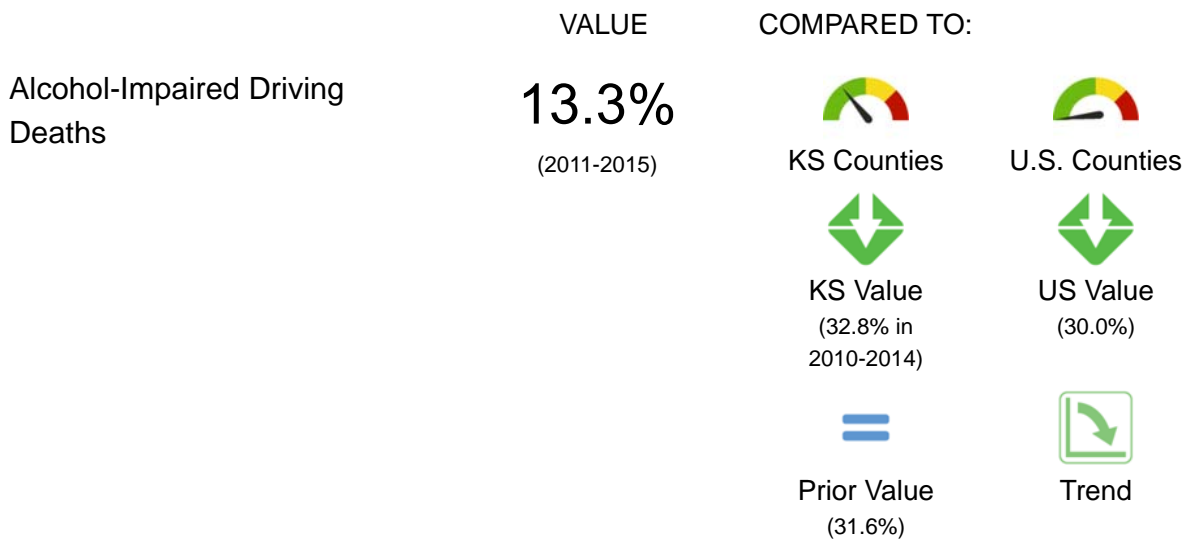 VALUE
COMPARED TO:
Alcohol-Impaired Driving
Deaths
13.3%
(2011-2015)
KS Counties
U.S. Counties
KS Value
(32.8% in
2010-2014)
US Value
(30.0%)
Prior Value
(31.6%)
Trend